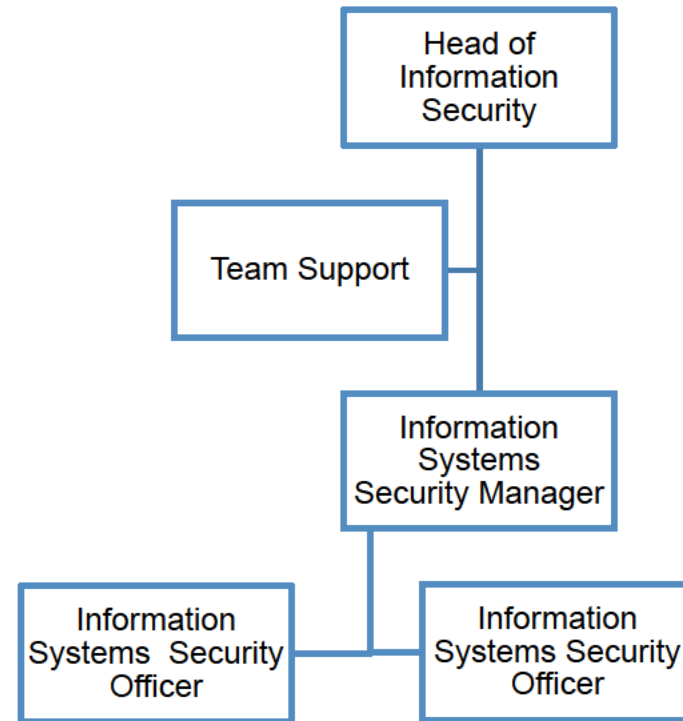 Head of
Information
Security
Team Support
Information
Systems
Security Manager
Information
Systems  Security
Officer
Information
Systems Security
Officer